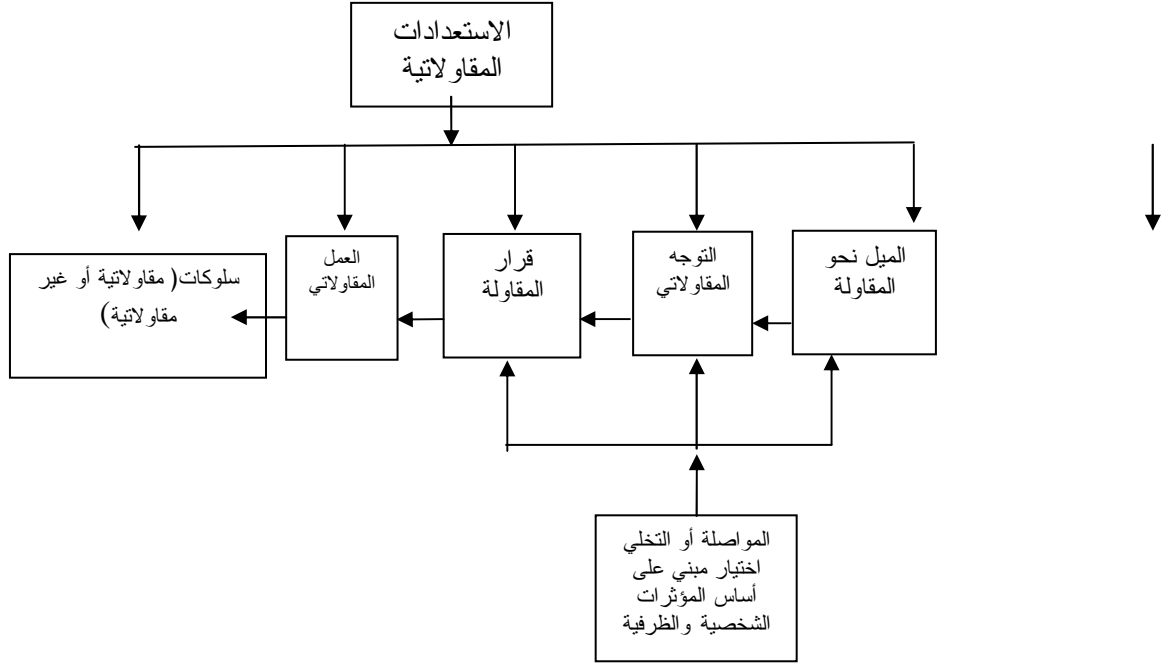 الاستعدادات
المقاولاتية
الميل نحو
المقاولة
التوجه
المقاولاتي
قرار
المقاولة
العمل
المقاولاتي
سلوكات( مقاولاتية أو غير
مقاولاتية)
المواصلة أو التخلي
اختيار مبني على
أساس المؤثرات
الشخصية والظرفية